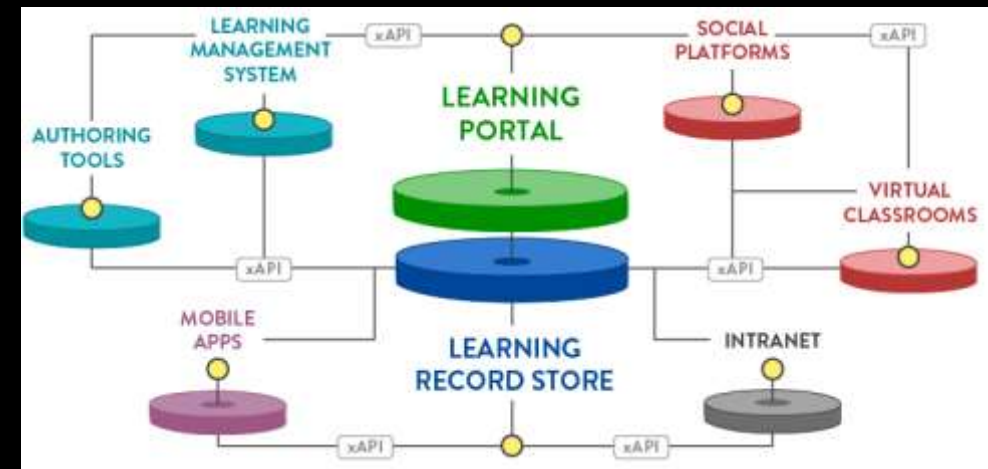 LEARNING
MANAGEMENT
SYSTEM
xAPI
SOCIAL
PLATFORMS
xAPI
LEARNING
PORTAL
AUTHORING
TOOLS
VIRTUAL
CLASSROOMS
xAPI
xAPI
MOBILE
APPS
LEARNING
RECORD STORE
INTRANET
xAPI
xAPI